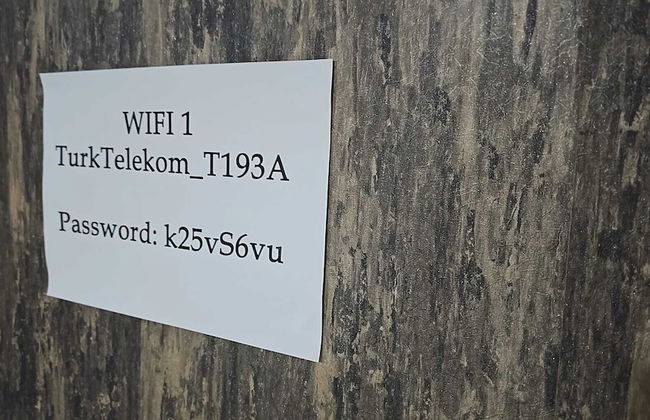 WIFI 1
TurkTelekom_T193A
Password: k25vS6vu